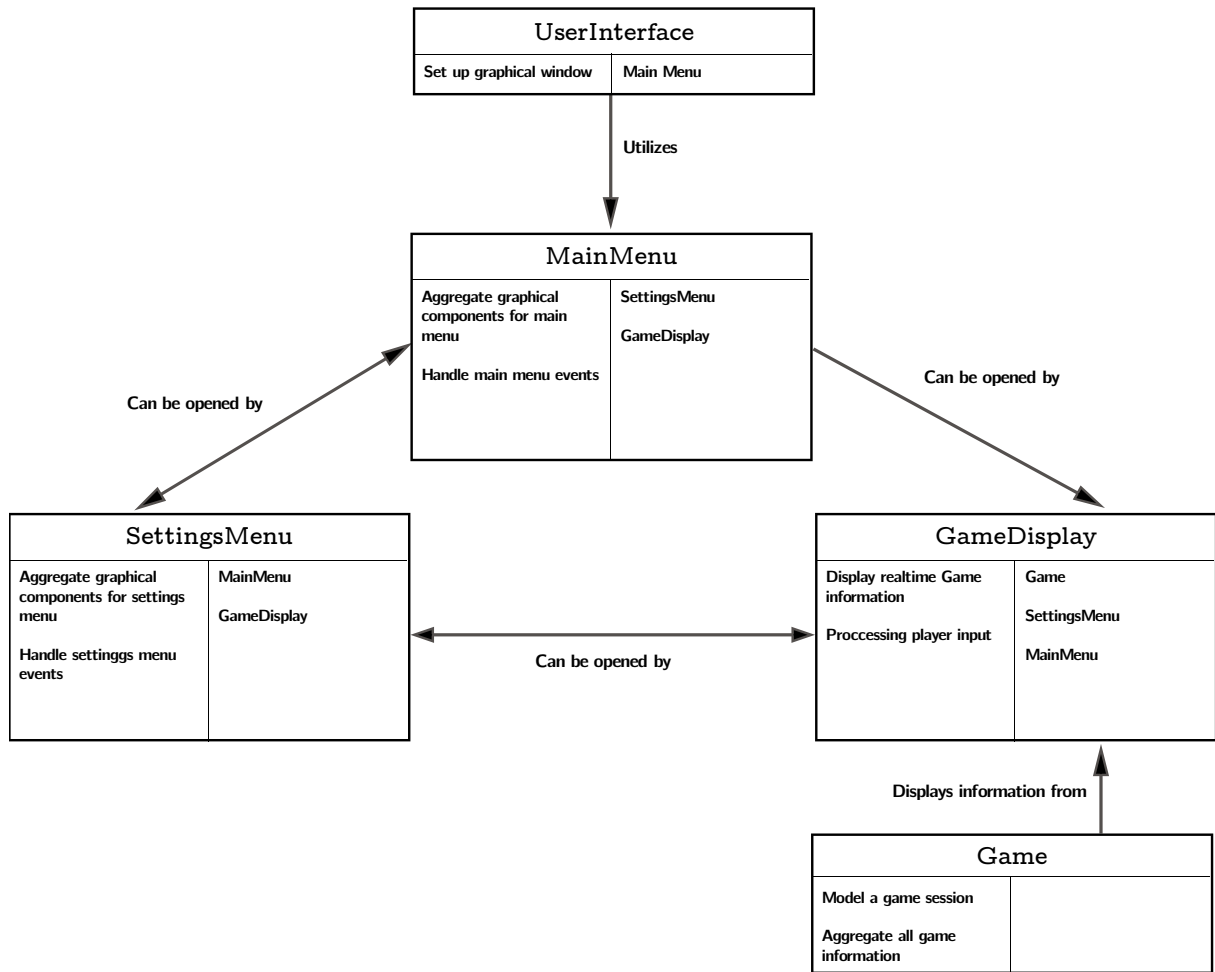 UserInterface
Set up graphical window
Main Menu
Utilizes
MainMenu
Aggregate graphical
components for main
menu
Handle main menu events
SettingsMenu
GameDisplay
Can be opened by
Can be opened by
SettingsMenu
Aggregate graphical
components for settings
menu
Handle settinggs menu
events
MainMenu
GameDisplay
Can be opened by
GameDisplay
Display realtime Game
information
Proccessing player input
Game
SettingsMenu
MainMenu
Displays information from
Game
Model a game session
Aggregate all game
information